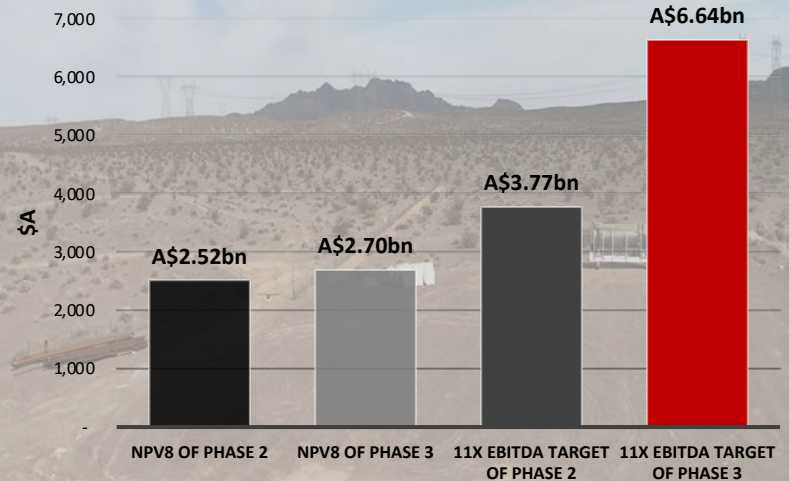 A$6.64bn
7,000
6,000
5,000
A$3.77bn
4,000
A$2.70bn
A$2.52bn
3,000
2,000
1,000
-
$A
NPV8 OF PHASE 2
NPV8 OF PHASE 3
11X EBITDA TARGET
OF PHASE 2
11X EBITDA TARGET
OF PHASE 3